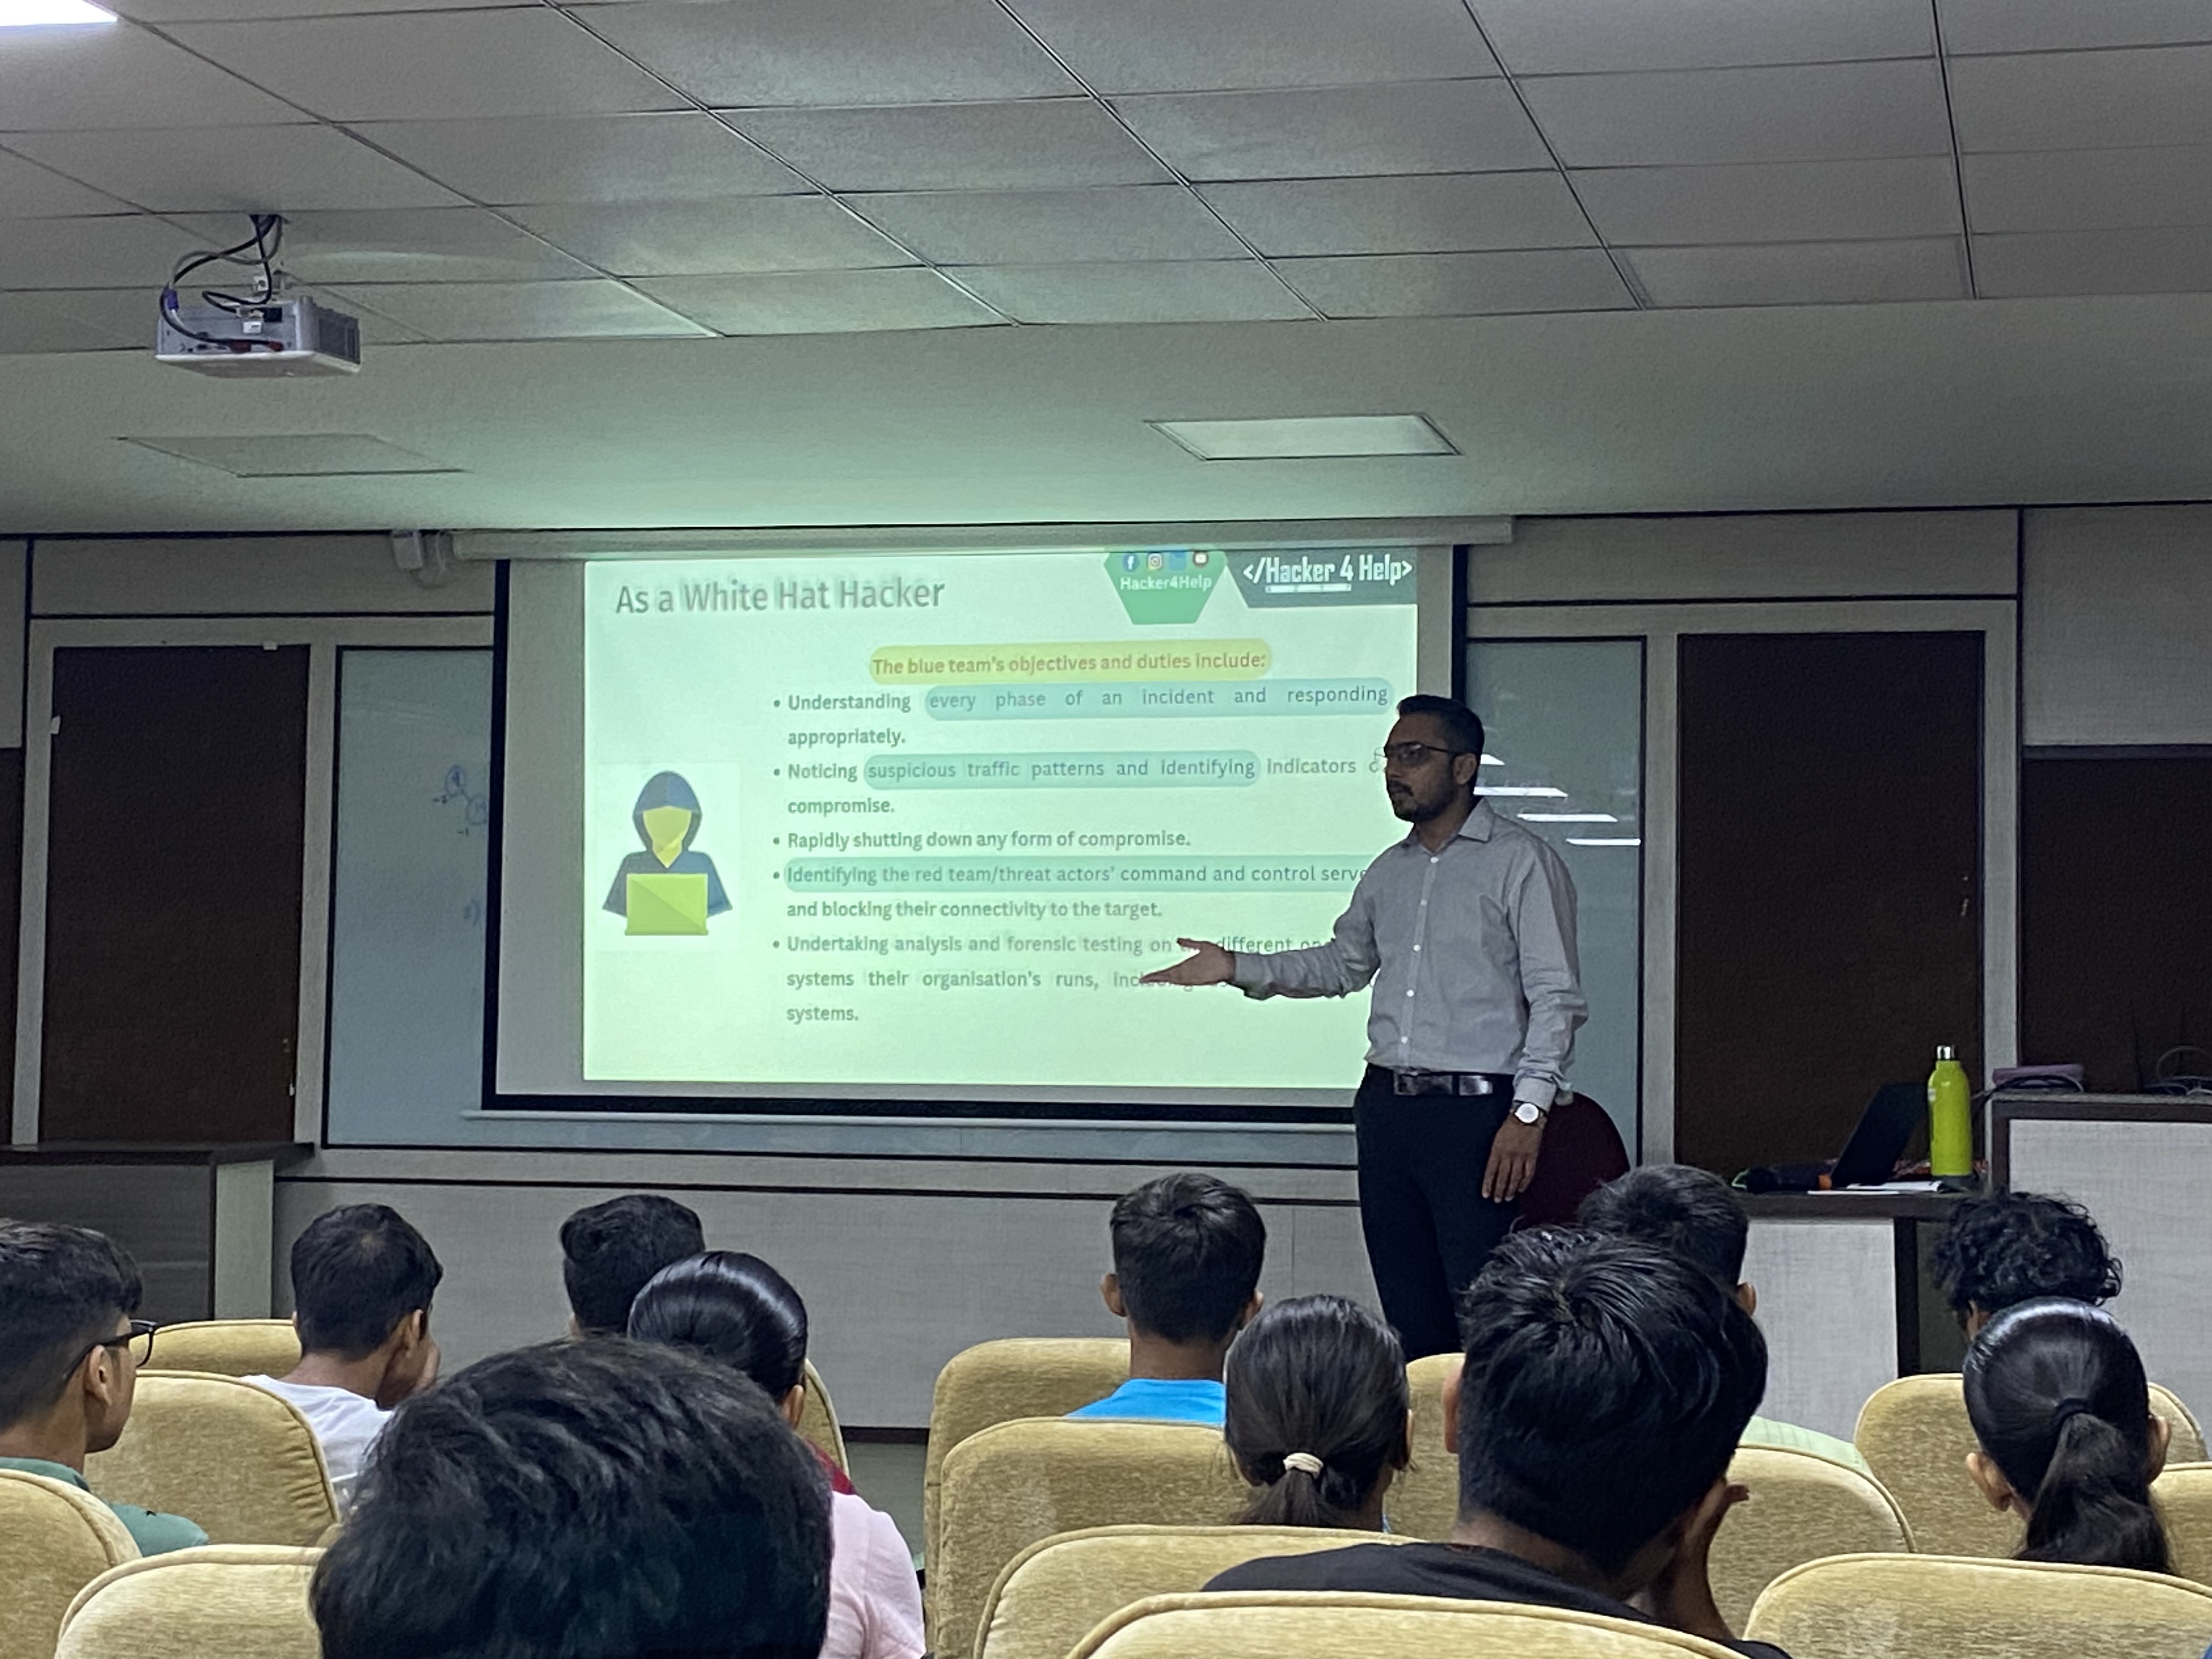 As a White Hat Hacker
Hacker4Help
</Hacker 4 Help>
The blue team's objectives and duties include:
• Understanding every phase of an incident and responding
appropriately.
• Noticing suspicious traffic patterns and identifying indicators
compromise.
• Rapidly shutting down any form of compromise.
• Identifying the red team/threat actors' command and control
and blocking their connectivity to the target.
• Undertaking analysis and forensic testing on different
systems their organisation's runs,
systems.